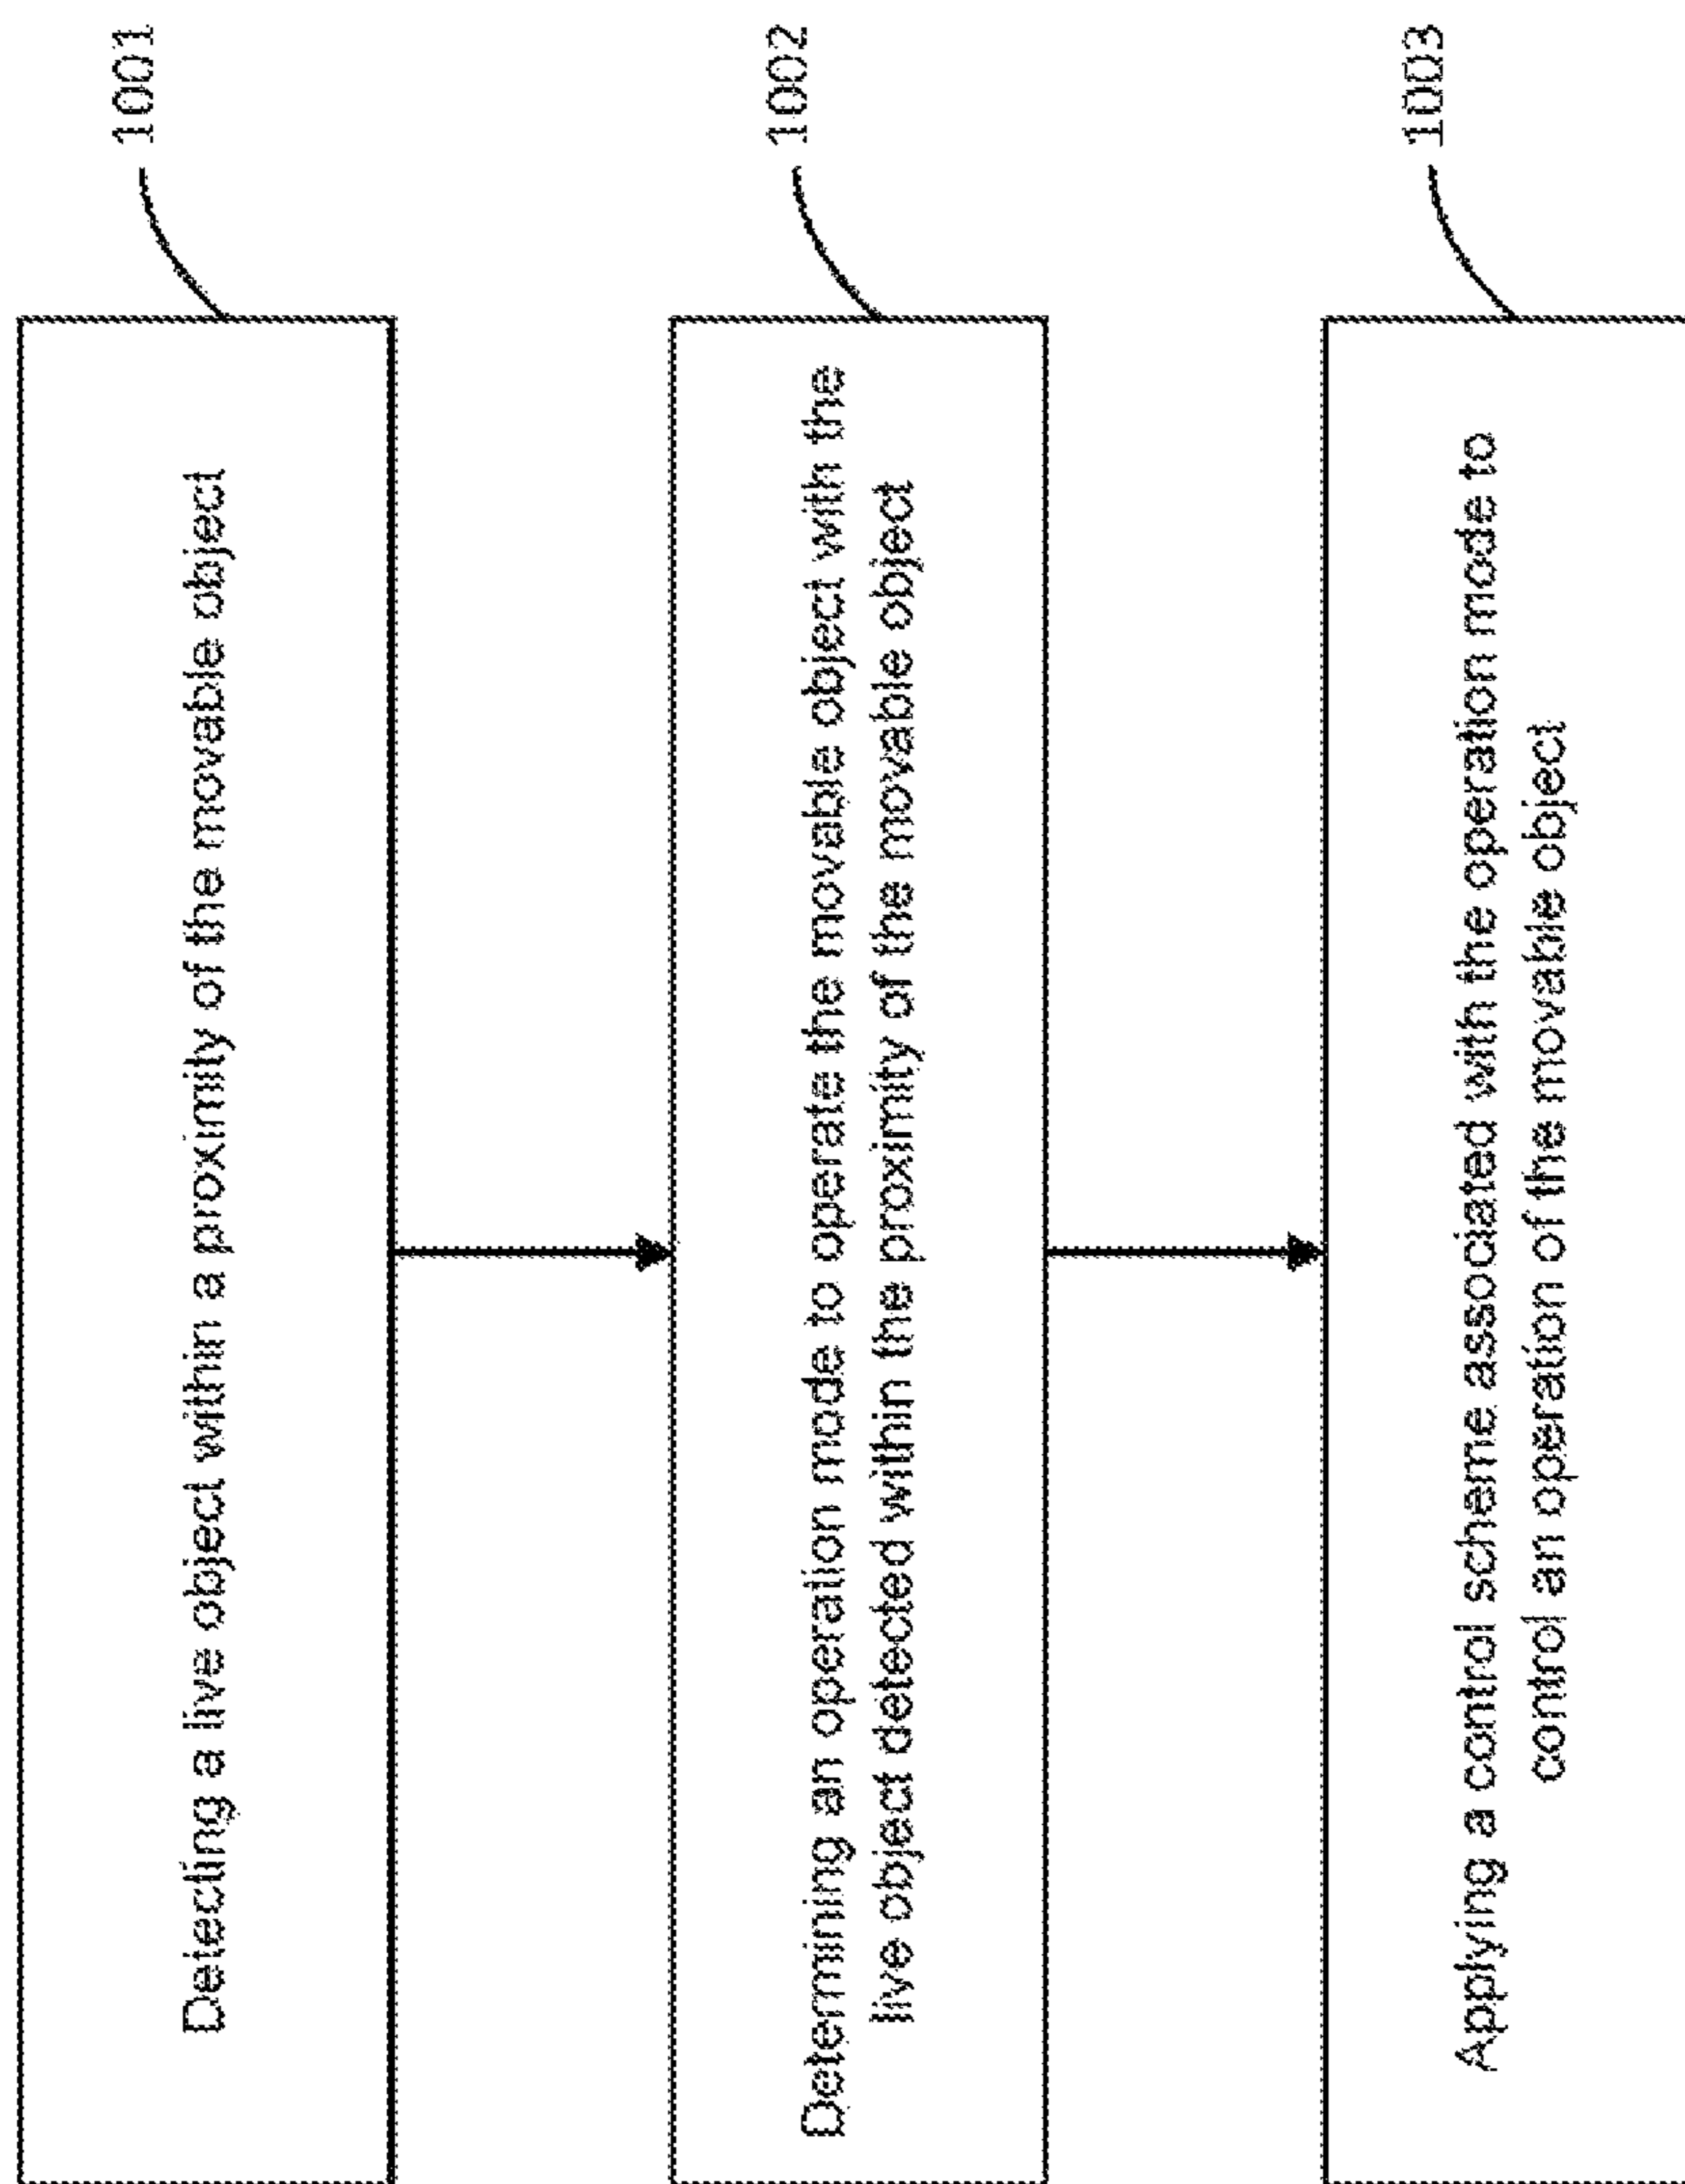 Detecting a live object within a proximity of the movable object
1001
Determining an operation mode to operate the movable object with the
live object detected within the proximity of the movable object
1002
Applying a control scheme associated with the operation mode to
control an operation of the movable object
1003